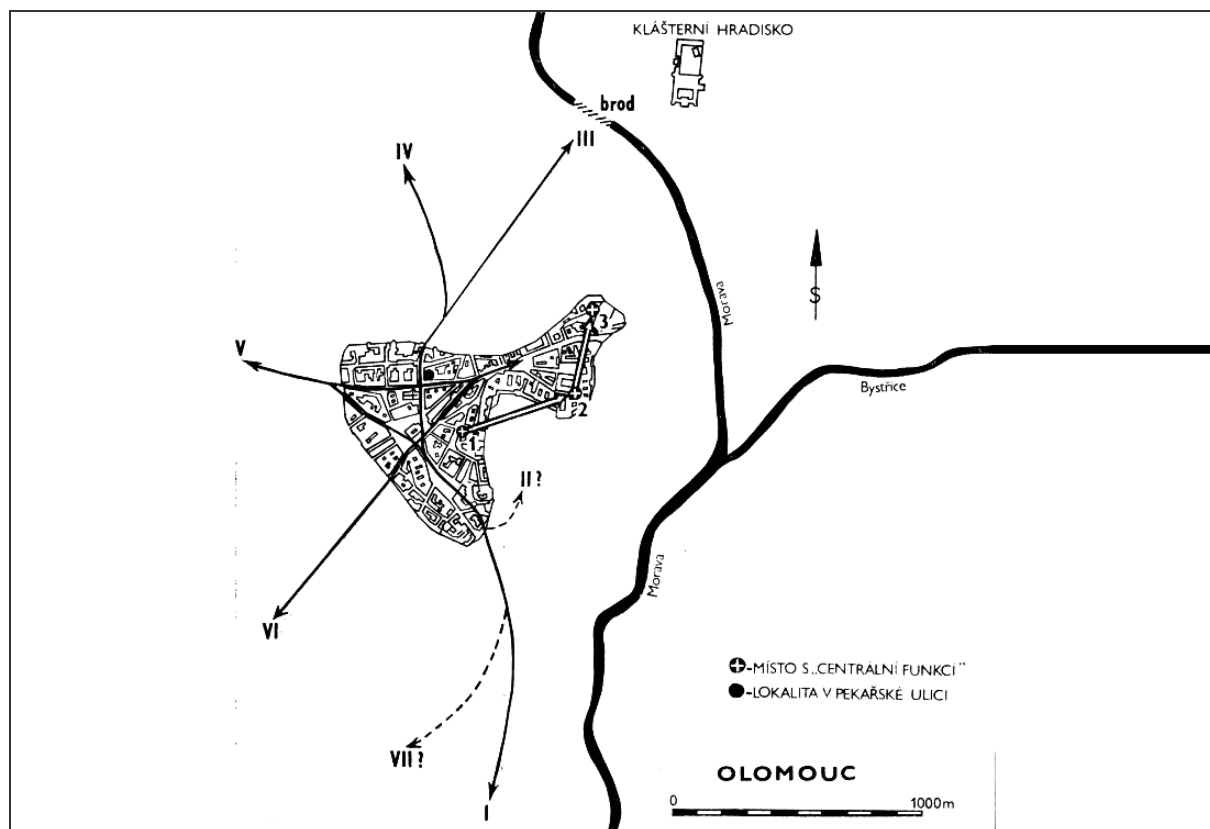 KLÁŠTERNÍ HRADISKO
brod
III
IV
Morava
S
3
V
2
Bystřice
1
II ?
Morava
VI
MÍSTO S „CENTRÁLNÍ FUNKCÍ"
LOKALITA V PEKAŘSKÉ ULICI
VII ?
OLOMOUC
I
0 1000m